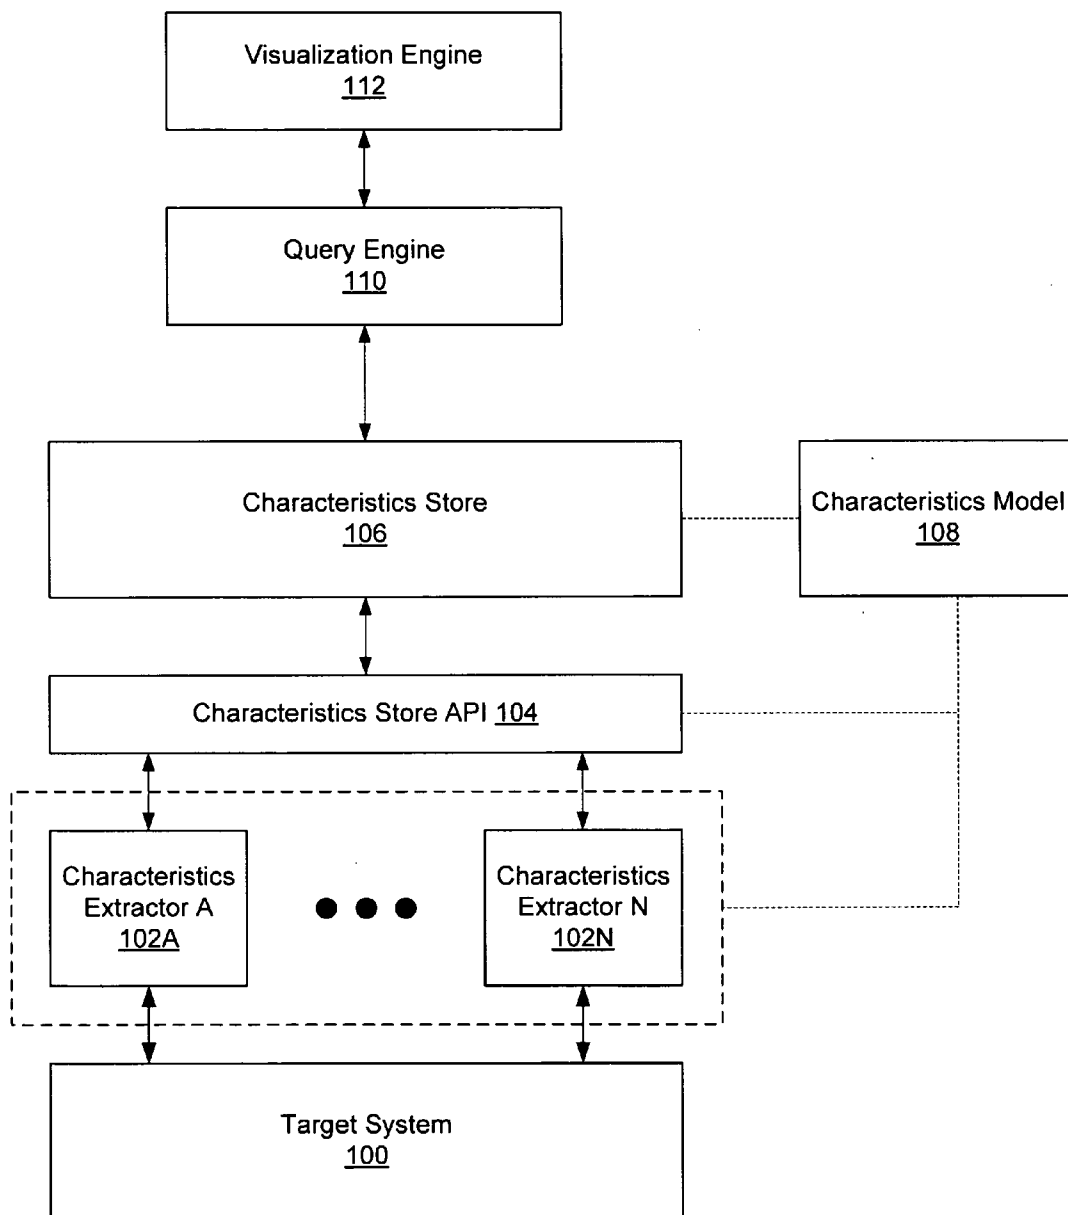 Visualization Engine
112
Query Engine
110
Characteristics Store
106
Characteristics Model
108
Characteristics Store API 104
Characteristics
Extractor A
102A
Characteristics
Extractor N
102N
Target System
100